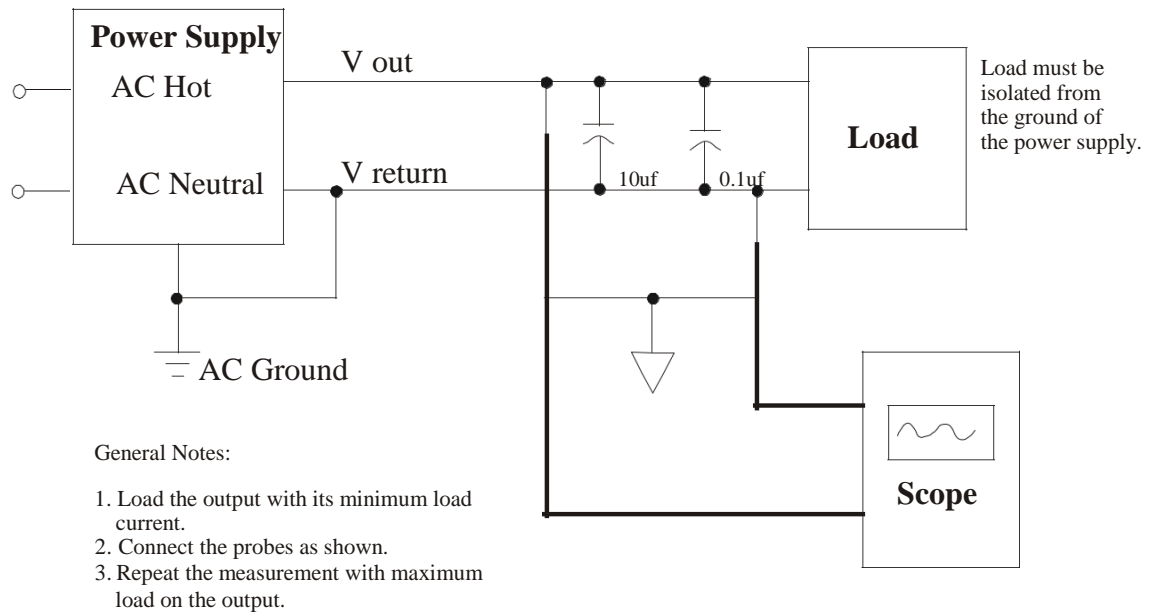 Power Supply
V out
AC Hot
Load must be
isolated from
the ground of
the power supply.
Load
AC Neutral
V return
10uf
0.1uf
AC Ground
General Notes:
1. Load the output with its minimum load
current.
2. Connect the probes as shown.
3. Repeat the measurement with maximum
load on the output.
Scope